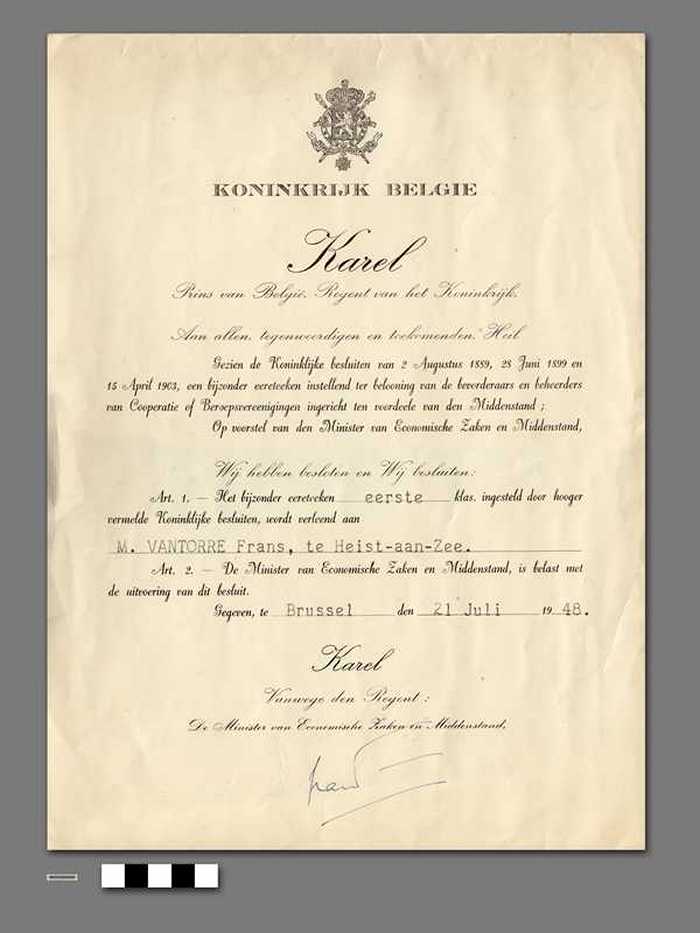 KONINKRIJK BELGIE
Karel
Prins van België, Regent van het Koninkrijk,
Aan allen, tegenwoordigen en toekomenden, Heil
Gezien de Koninklijke besluiten van 2 Augustus 1889, 28 Juni 1899 en
15 April 1903, een bijzonder eereteeken instellend ter belooning van de bevorderaars en beheerders
van Cooperatie of Beroepsvereenigingen ingericht ten voordeele van den Middenstand ;
Op voorstel van den Minister van Economische Zaken en Middenstand,
Wij hebben besloten en Wij besluiten:
Art. 1. — Het bijzonder eereteeken eerste klas, ingesteld door hooger
vermelde Koninklijke besluiten, wordt verleend aan
M. VANTORRE Frans, te Heist-aan-Zee.
Art. 2. — De Minister van Economische Zaken en Middenstand, is belast met
de uitvoering van dit besluit.
Gegeven, te Brussel den 21 Juli 1948.
Karel
Vanwege den Regent :
De Minister van Economische Zaken en Middenstand,